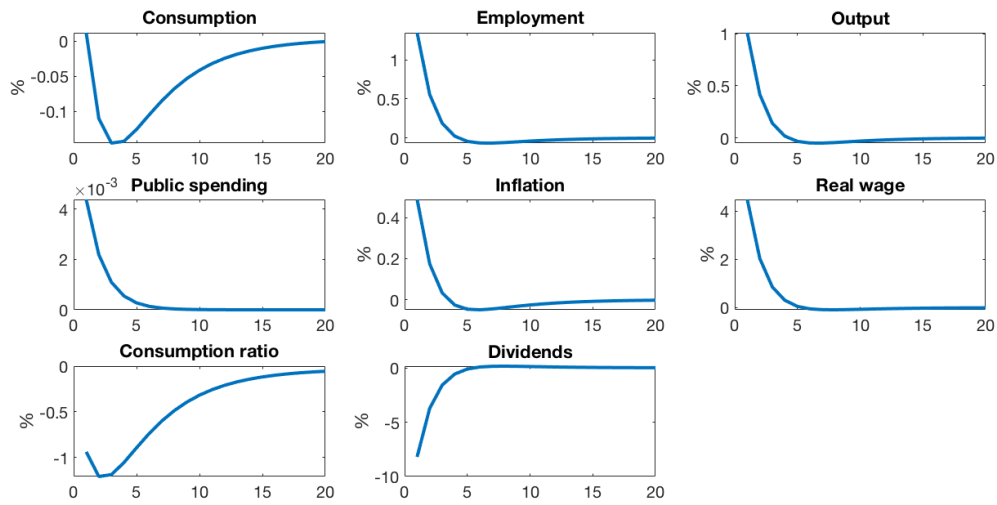 Consumption
0
-0.05
-0.1
%
0 5 10 15 20
Employment
1
0
%
0 5 10 15 20
Output
1
0.5
0
%
0 5 10 15 20
×10⁻³ Public spending
4
2
0
0 5 10 15 20
Inflation
0.4
0.2
0
%
0 5 10 15 20
Real wage
4
2
0
%
0 5 10 15 20
Consumption ratio
0
-0.5
-1
%
0 5 10 15 20
Dividends
0
-5
-10
%
0 5 10 15 20